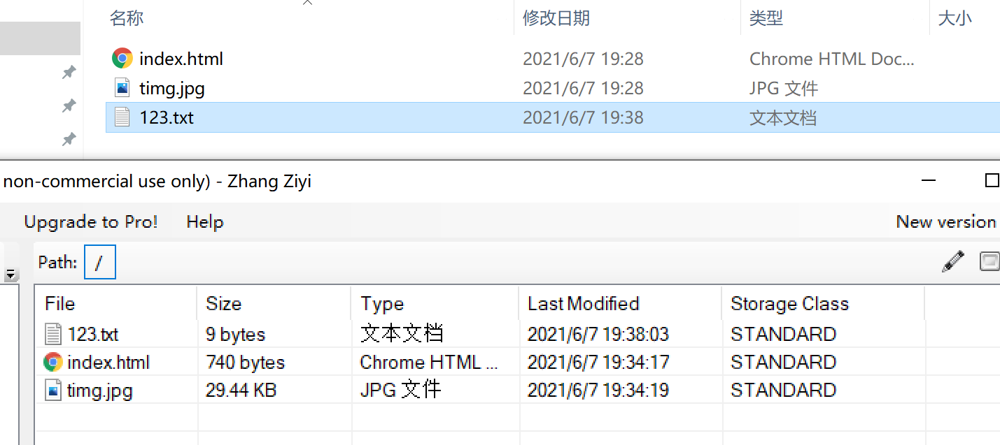 名称 修改日期 类型 大小
index.html 2021/6/7 19:28 Chrome HTML Doc...
timg.jpg 2021/6/7 19:28 JPG 文件
123.txt 2021/6/7 19:38 文本文档
non-commercial use only) - Zhang Ziyi
Upgrade to Pro! Help New version
Path: /
File Size Type Last Modified Storage Class
123.txt 9 bytes 文本文档 2021/6/7 19:38:03 STANDARD
index.html 740 bytes Chrome HTML ... 2021/6/7 19:34:17 STANDARD
timg.jpg 29.44 KB JPG 文件 2021/6/7 19:34:19 STANDARD